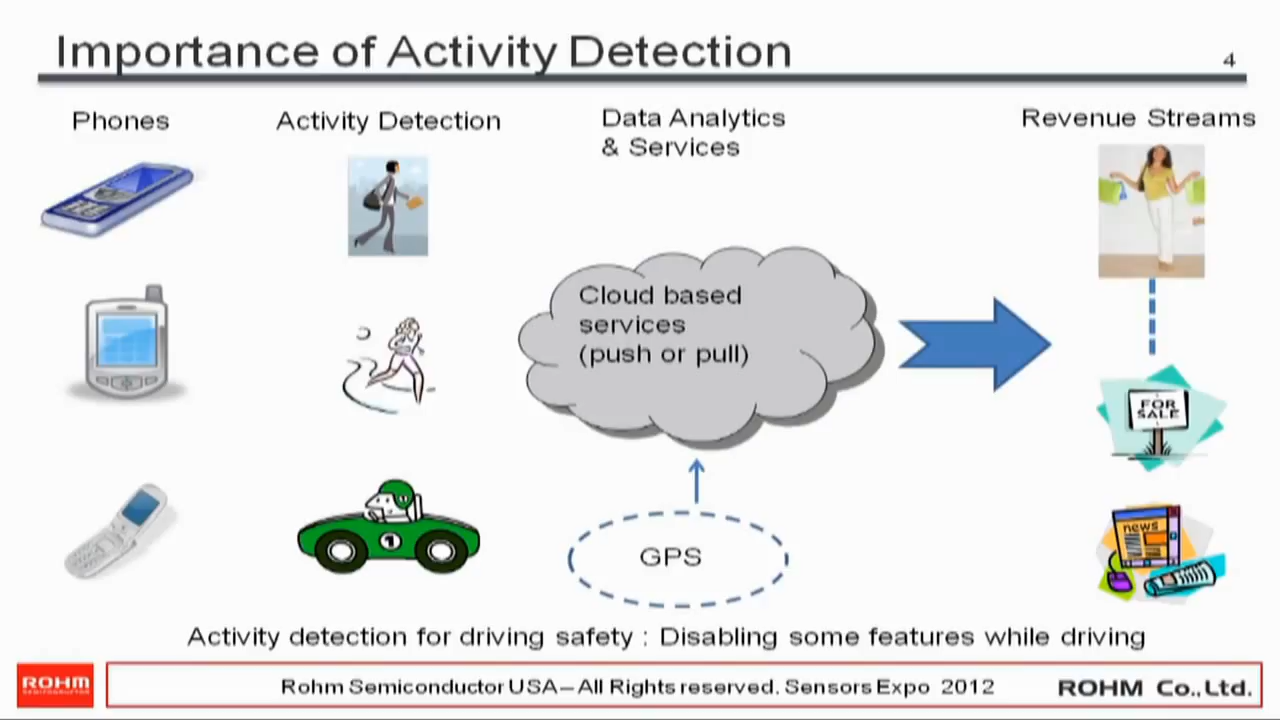 Importance of Activity Detection
4
Phones
Activity Detection
Data Analytics
& Services
Revenue Streams
Cloud based
services
(push or pull)
FOR
SALE
1
news
GPS
Activity detection for driving safety : Disabling some features while driving
ROHM
SEMICONDUCTOR
Rohm Semiconductor USA–All Rights reserved. Sensors Expo 2012
ROHM Co.,Ltd.